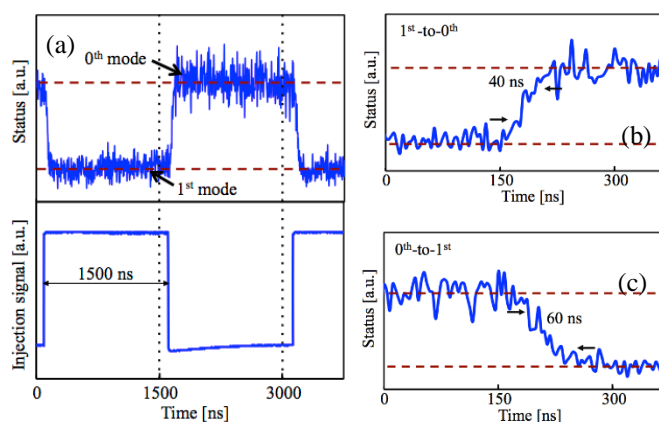 (a)
0th mode
1st mode
Status [a.u.]
1500 ns
Injection signal [a.u.]
0 1500 3000
Time [ns]
1st-to-0th
40 ns
(b)
Status [a.u.]
0 150 300
Time [ns]
0th-to-1st
(c)
60 ns
Status [a.u.]
0 150 300
Time [ns]